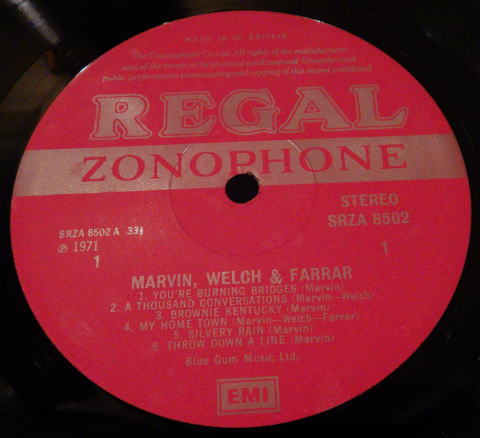 MADE IN GT. BRITAIN
The Gramophone Co. Ltd. All rights of the manufacturer
and of the owner of the recorded work reserved. Unauthorised
public performance broadcasting and copying of this record prohibited
REGAL
ZONOPHONE
SRZA 8502 A 33⅓
℗ 1971
1
STEREO
SRZA 8502
1
MARVIN, WELCH & FARRAR
1. YOU'RE BURNING BRIDGES (Marvin)
2. A THOUSAND CONVERSATIONS (Marvin—Welch)
3. BROWNIE KENTUCKY (Marvin)
4. MY HOME TOWN (Marvin—Welch—Farrar)
5. SILVERY RAIN (Marvin)
6. THROW DOWN A LINE (Marvin)
Blue Gum Music Ltd.
EMI